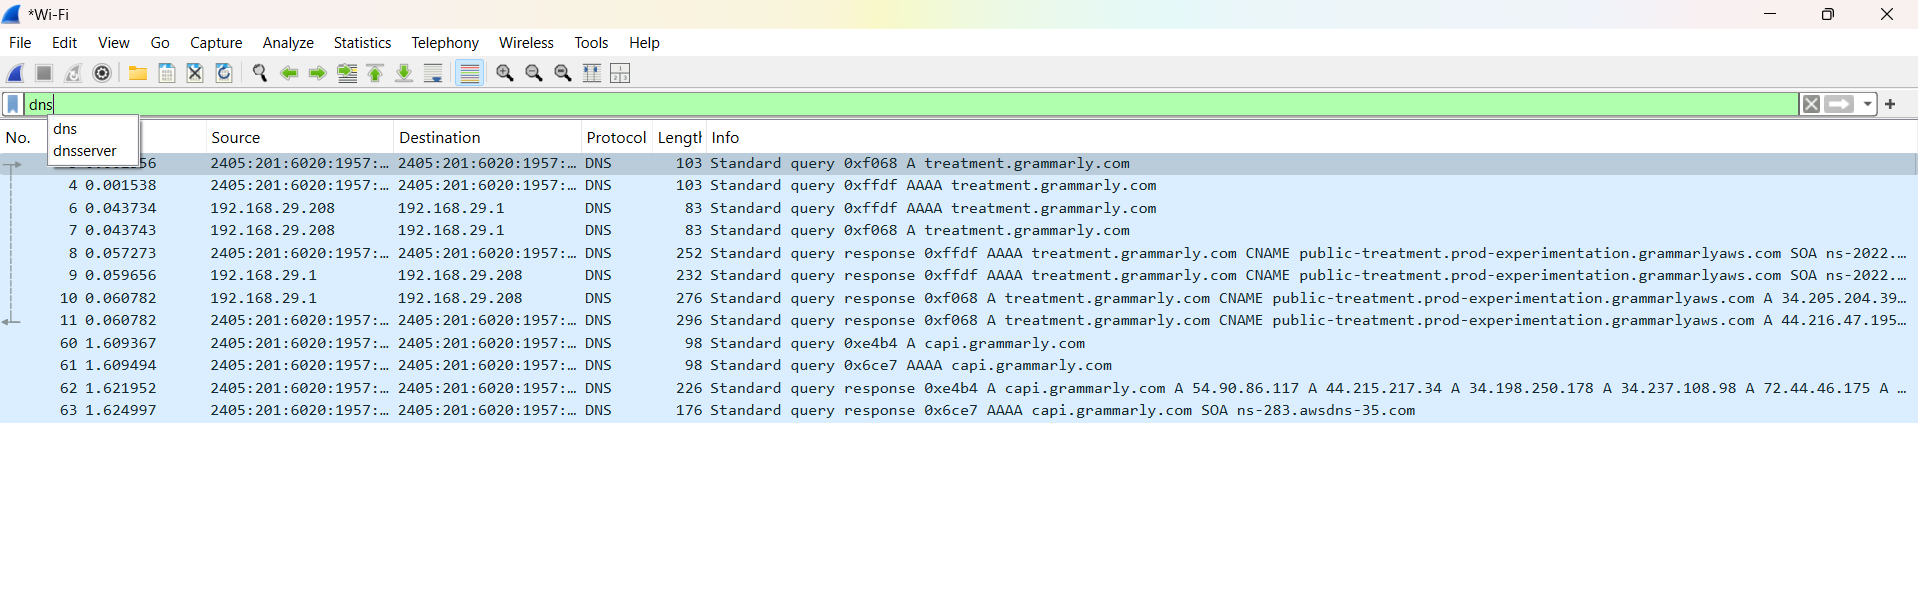 *Wi-Fi
File Edit View Go Capture Analyze Statistics Telephony Wireless Tools Help
dns
dns
dnsserver
No. Source Destination Protocol Length Info
56 2405:201:6020:1957:… 2405:201:6020:1957:… DNS 103 Standard query 0xf068 A treatment.grammarly.com
4 0.001538 2405:201:6020:1957:… 2405:201:6020:1957:… DNS 103 Standard query 0xffdf AAAA treatment.grammarly.com
6 0.043734 192.168.29.208 192.168.29.1 DNS 83 Standard query 0xffdf AAAA treatment.grammarly.com
7 0.043743 192.168.29.208 192.168.29.1 DNS 83 Standard query 0xf068 A treatment.grammarly.com
8 0.057273 2405:201:6020:1957:… 2405:201:6020:1957:… DNS 252 Standard query response 0xffdf AAAA treatment.grammarly.com CNAME public-treatment.prod-experimentation.grammarlyaws.com SOA ns-2022.…
9 0.059656 192.168.29.1 192.168.29.208 DNS 232 Standard query response 0xffdf AAAA treatment.grammarly.com CNAME public-treatment.prod-experimentation.grammarlyaws.com SOA ns-2022.…
10 0.060782 192.168.29.1 192.168.29.208 DNS 276 Standard query response 0xf068 A treatment.grammarly.com CNAME public-treatment.prod-experimentation.grammarlyaws.com A 34.205.204.39…
11 0.060782 2405:201:6020:1957:… 2405:201:6020:1957:… DNS 296 Standard query response 0xf068 A treatment.grammarly.com CNAME public-treatment.prod-experimentation.grammarlyaws.com A 44.216.47.195…
60 1.609367 2405:201:6020:1957:… 2405:201:6020:1957:… DNS 98 Standard query 0xe4b4 A capi.grammarly.com
61 1.609494 2405:201:6020:1957:… 2405:201:6020:1957:… DNS 98 Standard query 0x6ce7 AAAA capi.grammarly.com
62 1.621952 2405:201:6020:1957:… 2405:201:6020:1957:… DNS 226 Standard query response 0xe4b4 A capi.grammarly.com A 54.90.86.117 A 44.215.217.34 A 34.198.250.178 A 34.237.108.98 A 72.44.46.175 A …
63 1.624997 2405:201:6020:1957:… 2405:201:6020:1957:… DNS 176 Standard query response 0x6ce7 AAAA capi.grammarly.com SOA ns-283.awsdns-35.com